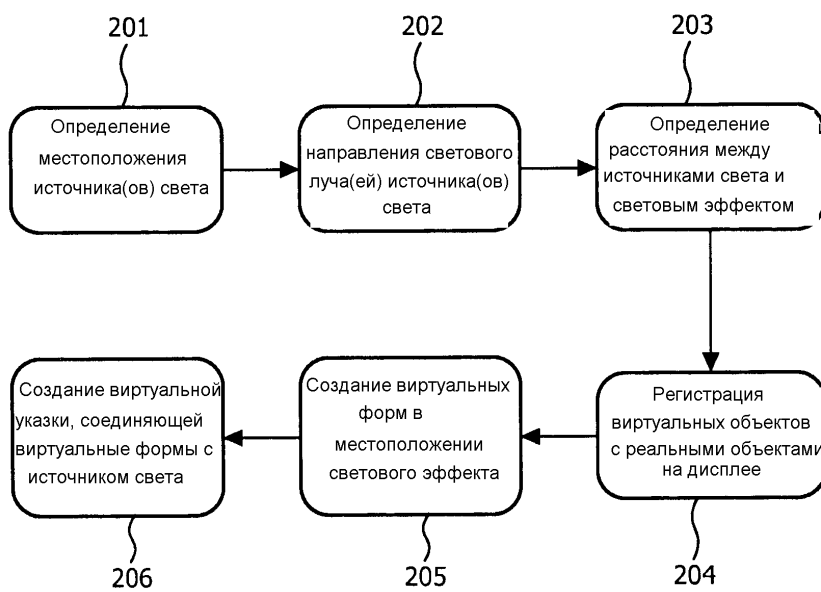 201
202
203
Определение
местоположения
источника(ов) света
Определение
направления светового
луча(ей) источника(ов)
света
Определение
расстояния между
источниками света и
световым эффектом
Создание виртуальной
указки, соединяющей
виртуальные формы с
источником света
Создание виртуальных
форм в
местоположении
светового эффекта
Регистрация
виртуальных объектов
с реальными объектами
на дисплее
206
205
204